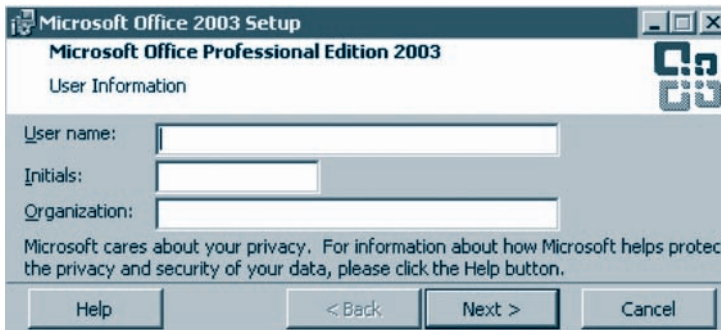 Microsoft Office 2003 Setup
Microsoft Office Professional Edition 2003
User Information
User name:
Initials:
Organization:
Microsoft cares about your privacy. For information about how Microsoft helps protec
the privacy and security of your data, please click the Help button.
Help
< Back
Next >
Cancel